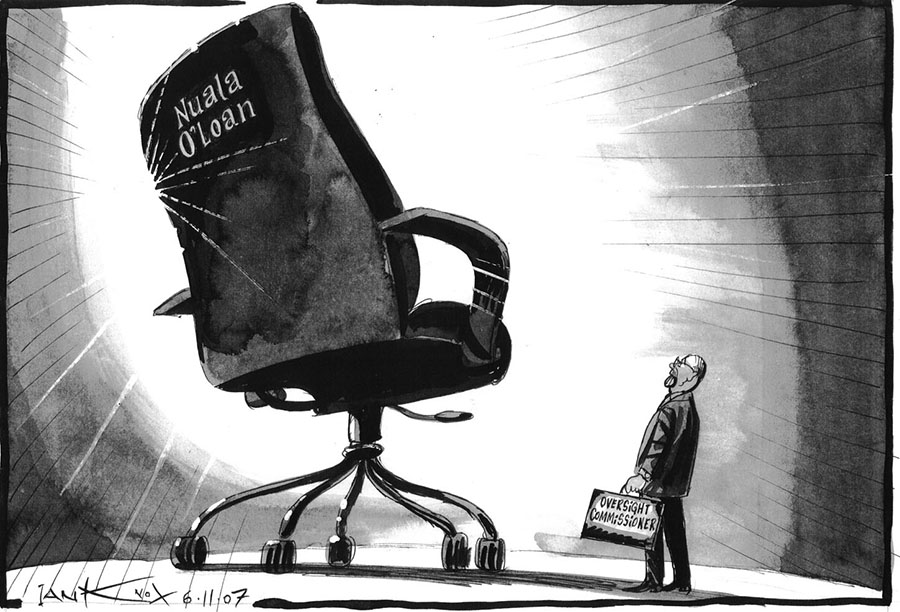 Nuala
O'Loan
OVERSIGHT
COMMISSIONER
IAN KNOX 6·11/07